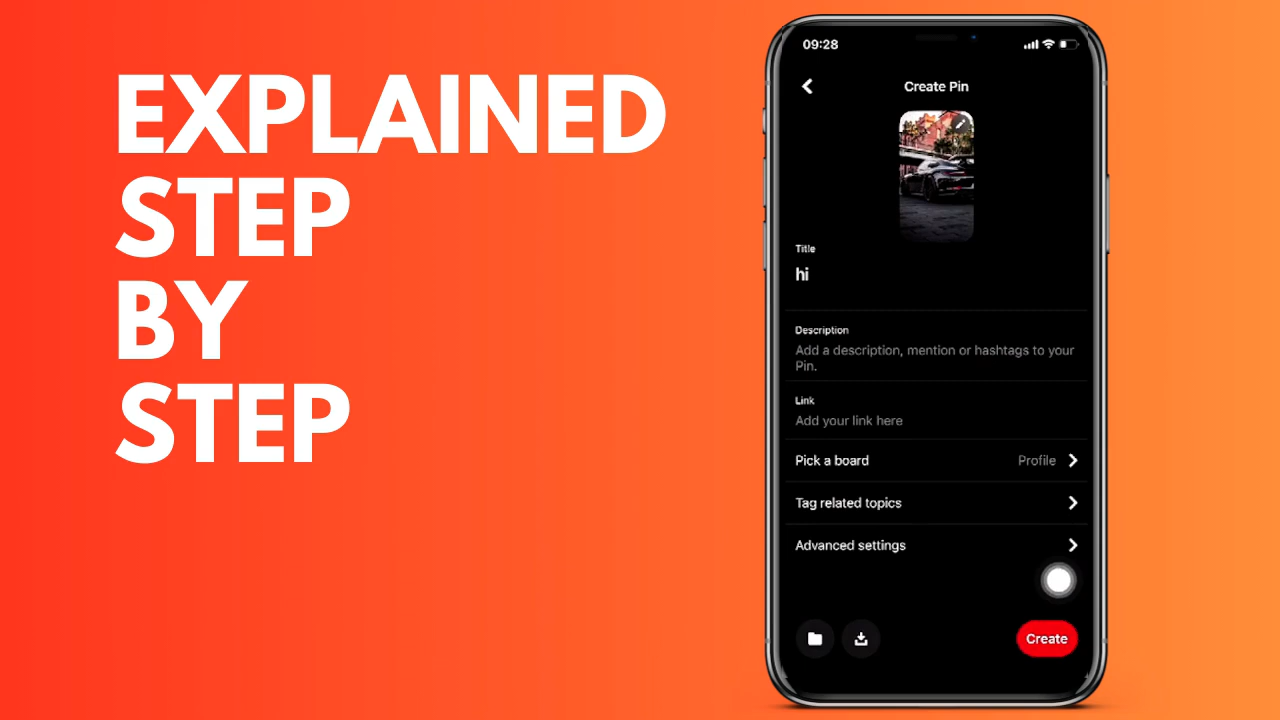 EXPLAINED
STEP
BY
STEP
09:28
Create Pin
Title
hi
Description
Add a description, mention or hashtags to your
Pin.
Link
Add your link here
Pick a board Profile
Tag related topics
Advanced settings
Create